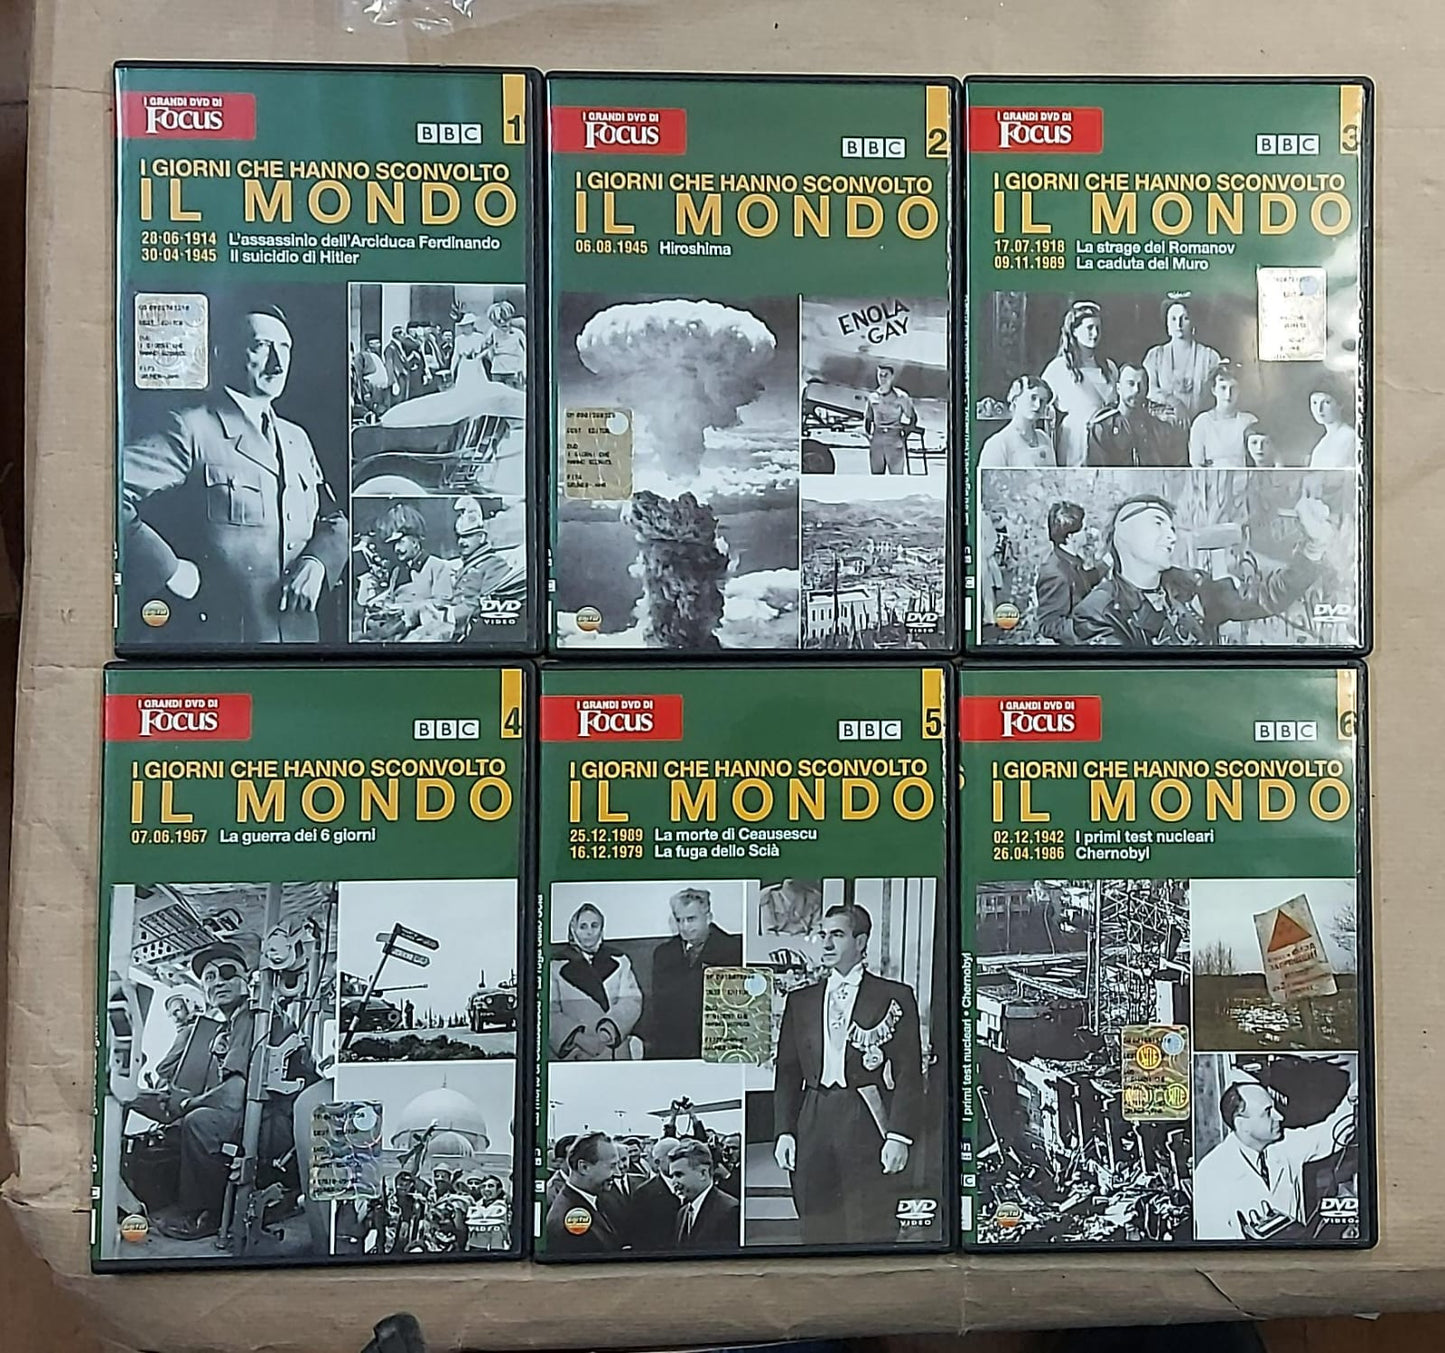 I GRANDI DVD DI
FOCUS
BBC
1
I GIORNI CHE HANNO SCONVOLTO
IL MONDO
28·06·1914 L'assassinio dell'Arciduca Ferdinando
30·04·1945 Il suicidio di Hitler
DVD
VIDEO
I GRANDI DVD DI
FOCUS
BBC
2
I GIORNI CHE HANNO SCONVOLTO
IL MONDO
06.08.1945 Hiroshima
ENOLA
GAY
DVD
VIDEO
I GRANDI DVD DI
FOCUS
BBC
3
I GIORNI CHE HANNO SCONVOLTO
IL MONDO
17.07.1918 La strage dei Romanov
09.11.1989 La caduta del Muro
DVD
VIDEO
I GRANDI DVD DI
FOCUS
BBC
4
I GIORNI CHE HANNO SCONVOLTO
IL MONDO
07.06.1967 La guerra dei 6 giorni
DVD
VIDEO
I GRANDI DVD DI
FOCUS
BBC
5
I GIORNI CHE HANNO SCONVOLTO
IL MONDO
25.12.1989 La morte di Ceausescu
16.12.1979 La fuga dello Scià
DVD
VIDEO
I GRANDI DVD DI
FOCUS
BBC
6
I GIORNI CHE HANNO SCONVOLTO
IL MONDO
02.12.1942 I primi test nucleari
26.04.1986 Chernobyl
I primi test nucleari • Chernobyl
DVD
VIDEO